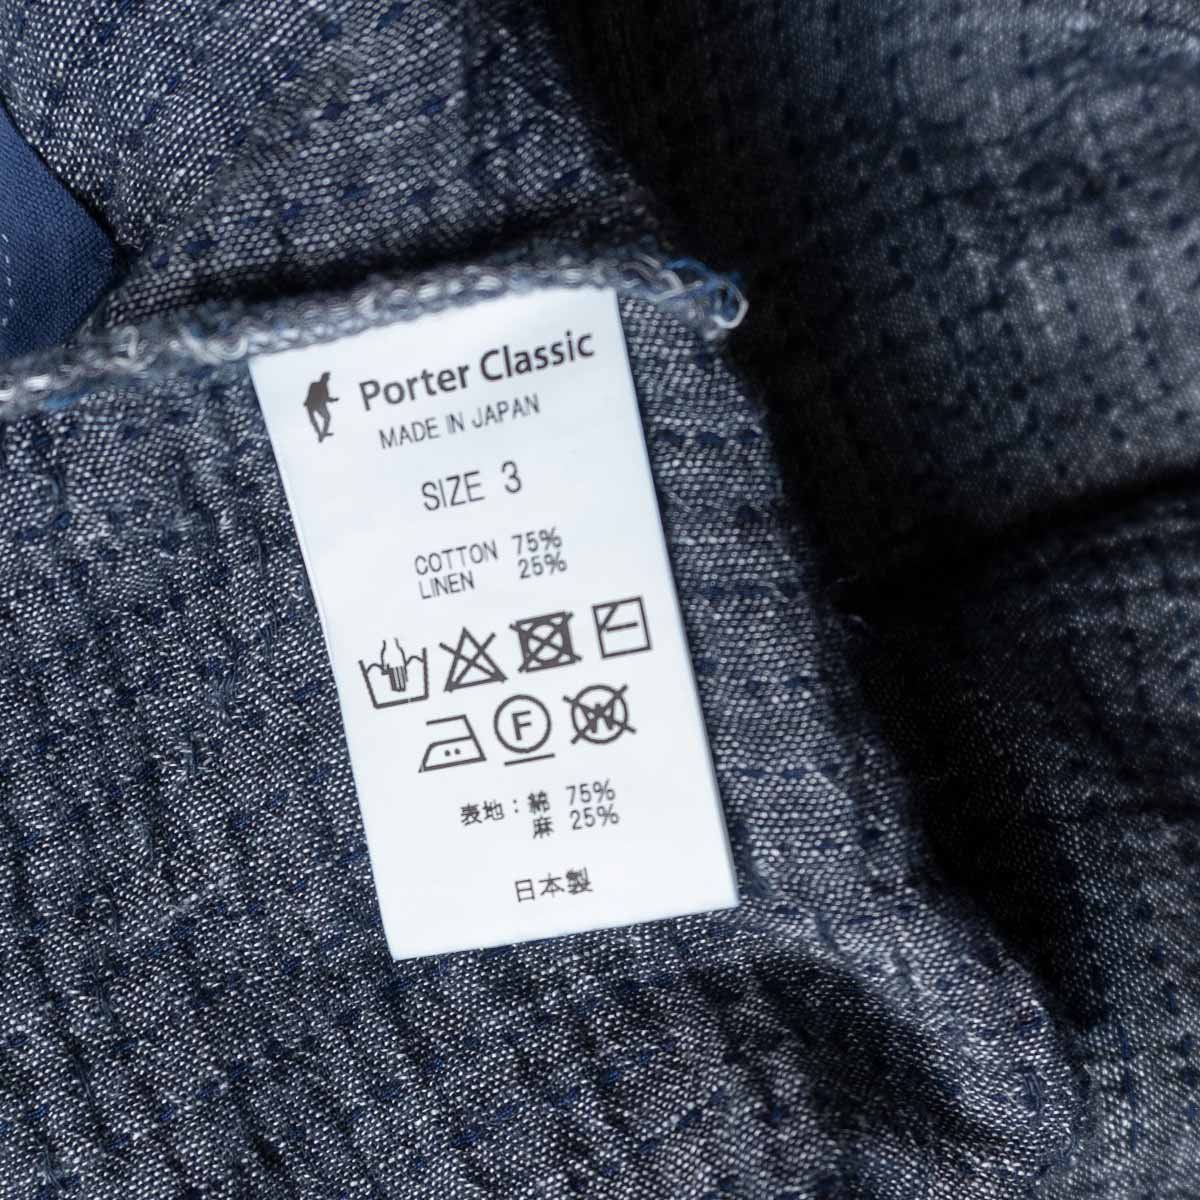 Porter Classic
MADE IN JAPAN
SIZE 3
COTTON 75%
LINEN 25%
F
W
表地：綿 75%
麻 25%
日本製